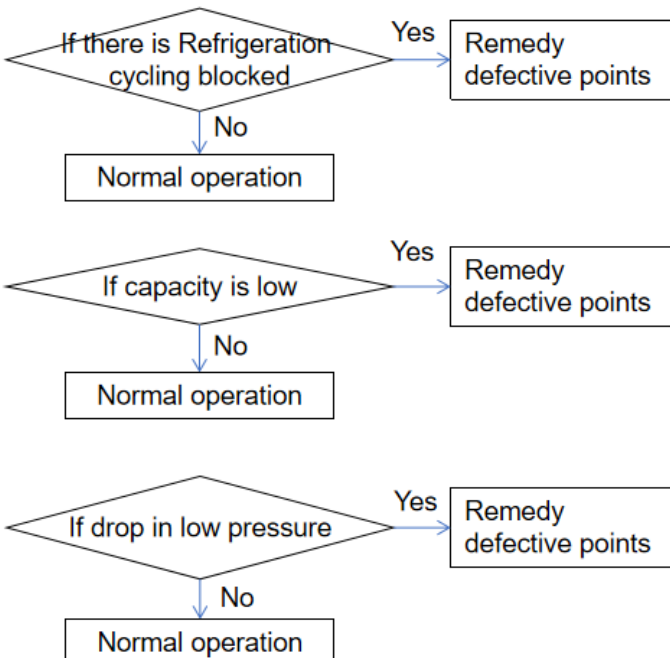 If there is Refrigeration
cycling blocked
Yes
Remedy
defective points
No
Normal operation
If capacity is low
Yes
Remedy
defective points
No
Normal operation
If drop in low pressure
Yes
Remedy
defective points
No
Normal operation